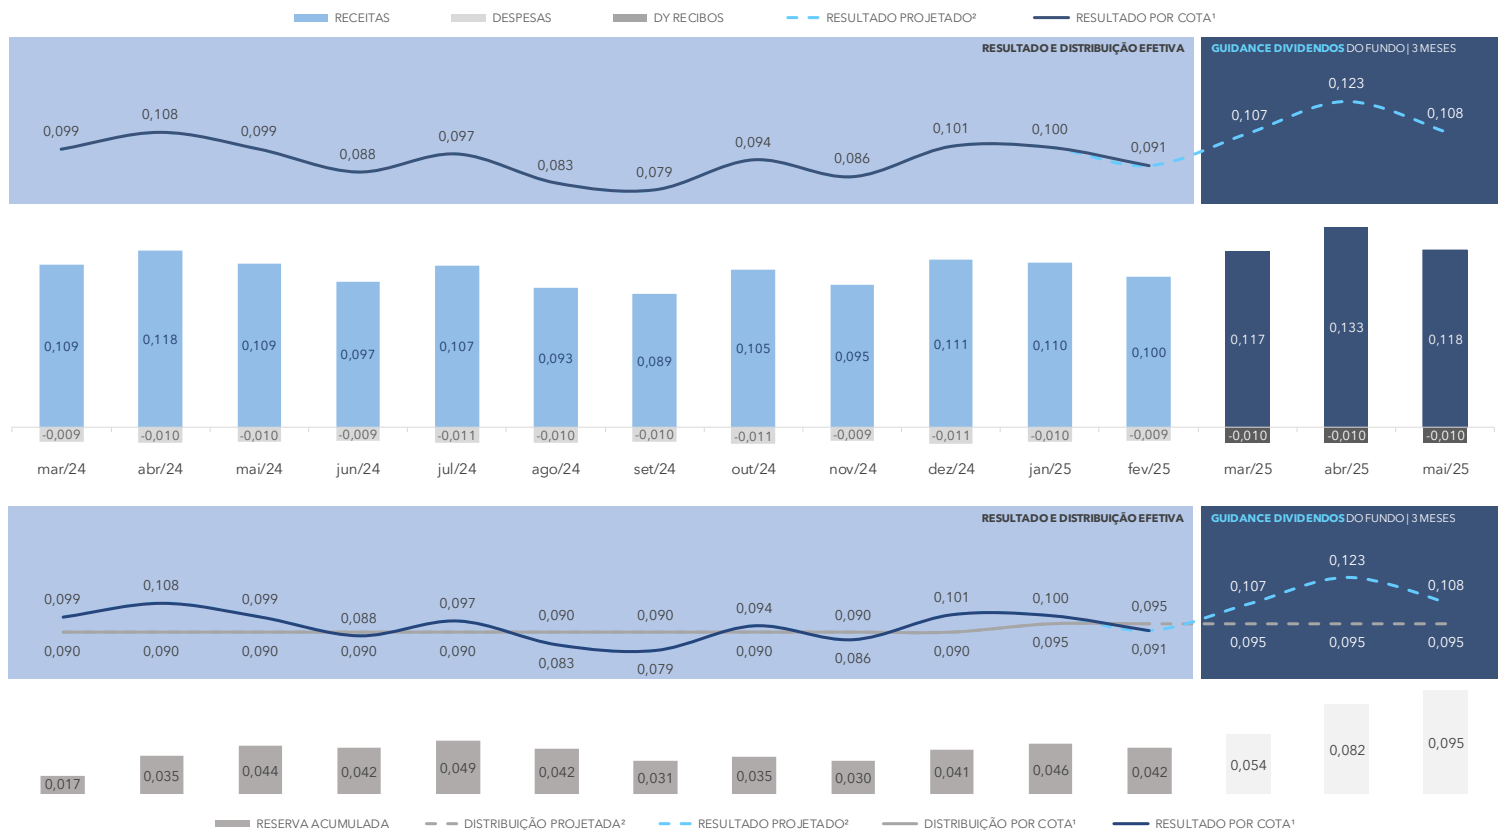 RECEITAS DESPESAS DY RECIBOS RESULTADO PROJETADO² RESULTADO POR COTA¹
RESULTADO E DISTRIBUIÇÃO EFETIVA GUIDANCE DIVIDENDOS DO FUNDO | 3 MESES
0,099 0,108 0,099 0,088 0,097 0,083 0,079 0,094 0,086 0,101 0,100 0,091 0,107 0,123 0,108
0,109 0,118 0,109 0,097 0,107 0,093 0,089 0,105 0,095 0,111 0,110 0,100 0,117 0,133 0,118
-0,009 -0,010 -0,010 -0,009 -0,011 -0,010 -0,010 -0,011 -0,009 -0,011 -0,010 -0,009 -0,010 -0,010 -0,010
mar/24 abr/24 mai/24 jun/24 jul/24 ago/24 set/24 out/24 nov/24 dez/24 jan/25 fev/25 mar/25 abr/25 mai/25
RESULTADO E DISTRIBUIÇÃO EFETIVA GUIDANCE DIVIDENDOS DO FUNDO | 3 MESES
0,099 0,108 0,099 0,088 0,097 0,090 0,090 0,094 0,090 0,101 0,100 0,095 0,107 0,123 0,108
0,090 0,090 0,090 0,090 0,090 0,083 0,079 0,090 0,086 0,090 0,095 0,091 0,095 0,095 0,095
0,017 0,035 0,044 0,042 0,049 0,042 0,031 0,035 0,030 0,041 0,046 0,042 0,054 0,082 0,095
RESERVA ACUMULADA DISTRIBUIÇÃO PROJETADA² RESULTADO PROJETADO² DISTRIBUIÇÃO POR COTA¹ RESULTADO POR COTA¹